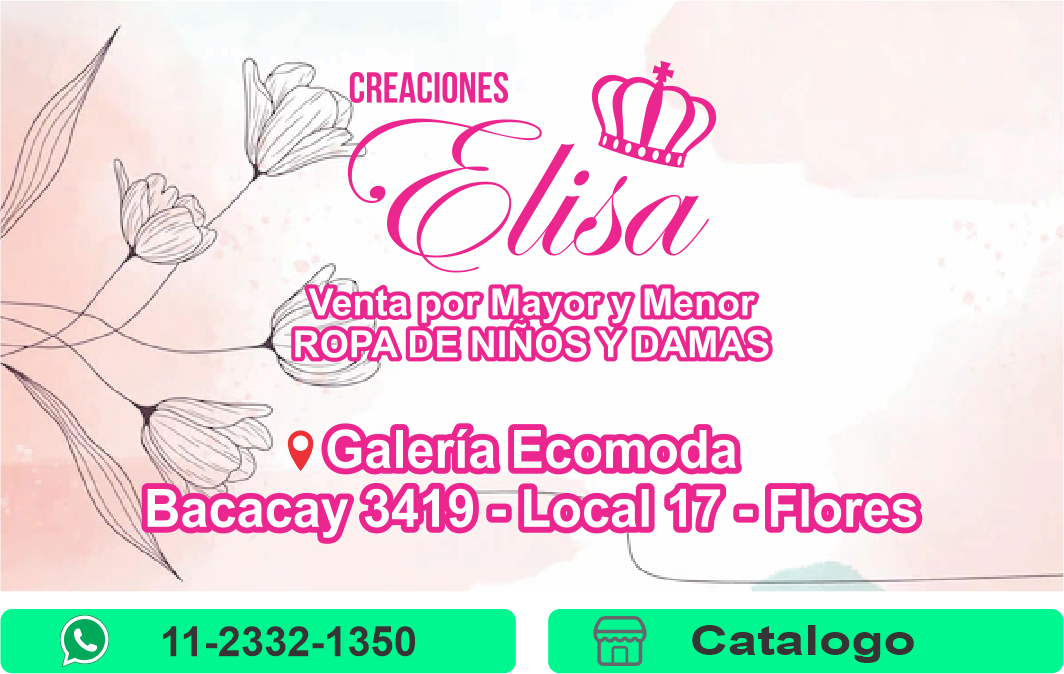 CREACIONES
Elisa
Venta por Mayor y Menor
ROPA DE NIÑOS Y DAMAS
Galería Ecomoda
Bacacay 3419 - Local 17 - Flores
11-2332-1350
Catalogo